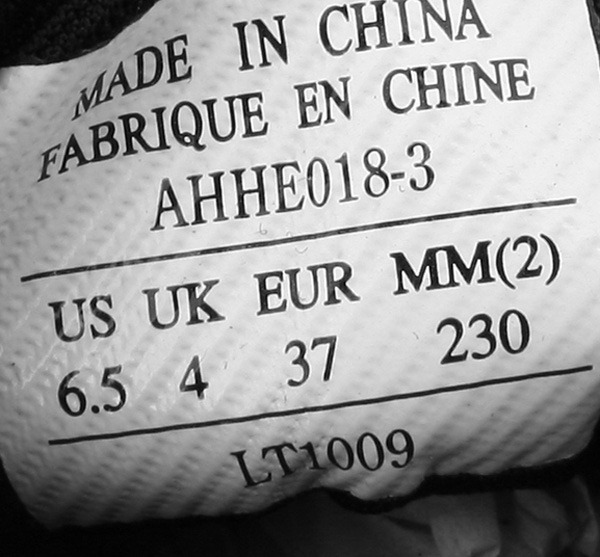 MADE IN CHINA
FABRIQUE EN CHINE
AHHE018-3
US UK EUR MM(2)
6.5 4 37 230
LT1009